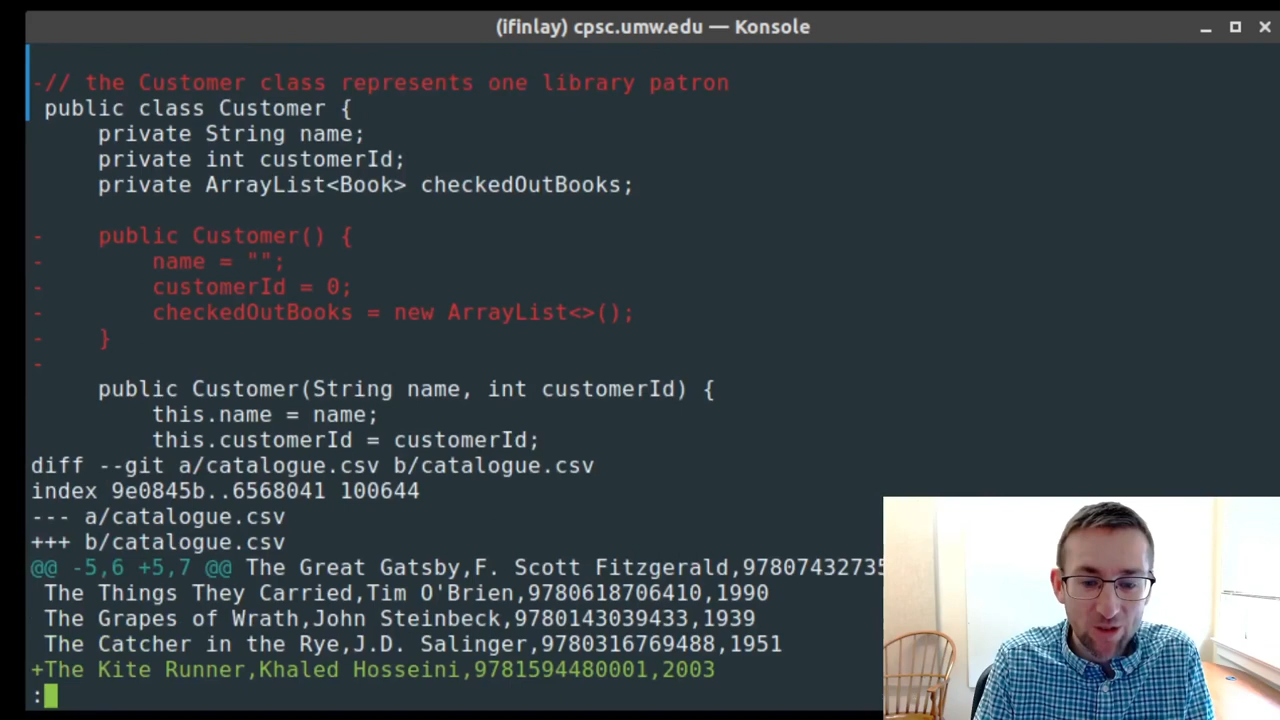 (ifinlay) cpsc.umw.edu — Konsole
-// the Customer class represents one library patron
 public class Customer {
     private String name;
     private int customerId;
     private ArrayList<Book> checkedOutBooks;
-    public Customer() {
-        name = "";
-        customerId = 0;
-        checkedOutBooks = new ArrayList<>();
-    }
-
     public Customer(String name, int customerId) {
         this.name = name;
         this.customerId = customerId;
diff --git a/catalogue.csv b/catalogue.csv
index 9e0845b..6568041 100644
--- a/catalogue.csv
+++ b/catalogue.csv
@@ -5,6 +5,7 @@ The Great Gatsby,F. Scott Fitzgerald,97807432735
 The Things They Carried,Tim O'Brien,9780618706410,1990
 The Grapes of Wrath,John Steinbeck,9780143039433,1939
 The Catcher in the Rye,J.D. Salinger,9780316769488,1951
+The Kite Runner,Khaled Hosseini,9781594480001,2003
: